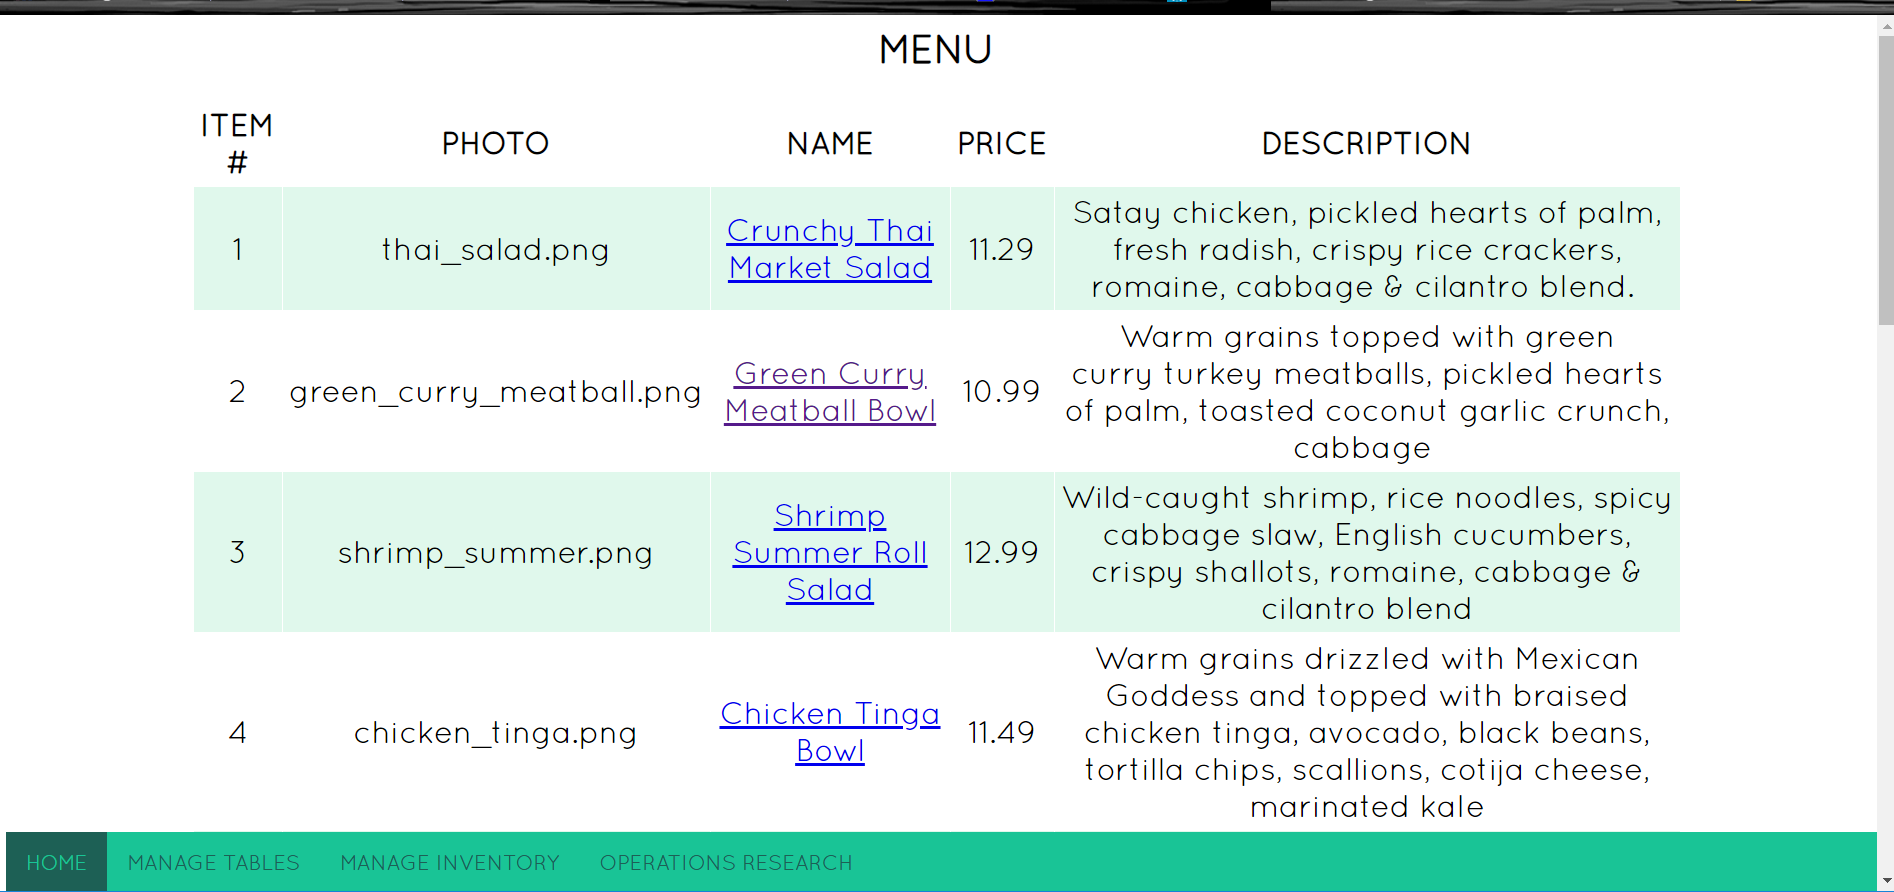 MENU
ITEM
#
PHOTO
NAME
PRICE
DESCRIPTION
1
thai_salad.png
Crunchy Thai
Market Salad
11.29
Satay chicken, pickled hearts of palm,
fresh radish, crispy rice crackers,
romaine, cabbage & cilantro blend.
2
green_curry_meatball.png
Green Curry
Meatball Bowl
10.99
Warm grains topped with green
curry turkey meatballs, pickled hearts
of palm, toasted coconut garlic crunch,
cabbage
3
shrimp_summer.png
Shrimp
Summer Roll
Salad
12.99
Wild-caught shrimp, rice noodles, spicy
cabbage slaw, English cucumbers,
crispy shallots, romaine, cabbage &
cilantro blend
4
chicken_tinga.png
Chicken Tinga
Bowl
11.49
Warm grains drizzled with Mexican
Goddess and topped with braised
chicken tinga, avocado, black beans,
tortilla chips, scallions, cotija cheese,
marinated kale
HOME
MANAGE TABLES
MANAGE INVENTORY
OPERATIONS RESEARCH